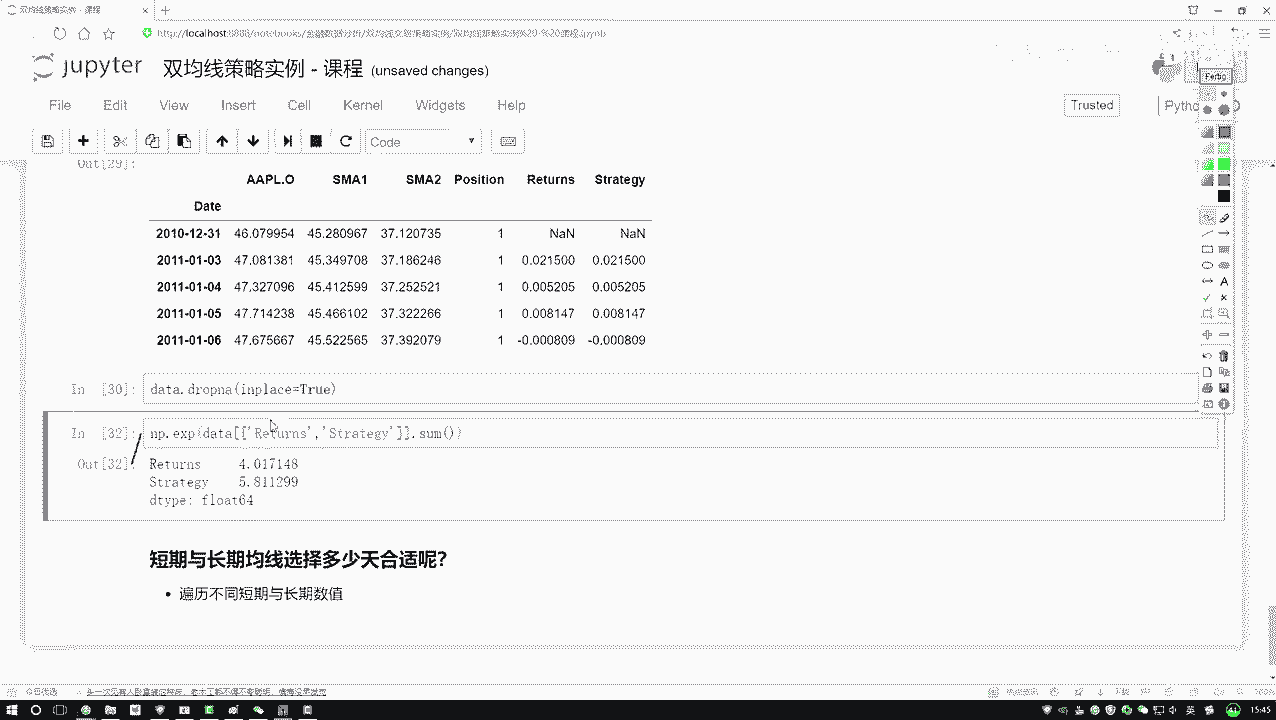 双均线策略实例 - 课程
jupyter 双均线策略实例 - 课程 (unsaved changes)
File Edit View Insert Cell Kernel Widgets Help
Trusted
Code
Fertig
Out[29]:
AAPL.O SMA1 SMA2 Position Returns Strategy
Date
2010-12-31 46.079954 45.280967 37.120735 1 NaN NaN
2011-01-03 47.081381 45.349708 37.186246 1 0.021500 0.021500
2011-01-04 47.327096 45.412599 37.252521 1 0.005205 0.005205
2011-01-05 47.714238 45.466102 37.322266 1 0.008147 0.008147
2011-01-06 47.675667 45.522565 37.392079 1 -0.000809 -0.000809
In [30]: data.dropna(inplace=True)
In [32]: np.exp(data[['Returns','Strategy']].sum())
Out[32]: Returns 4.017148
Strategy 5.811299
dtype: float64
短期与长期均线选择多少天合适呢?
• 遍历不同短期与长期数值
15:45